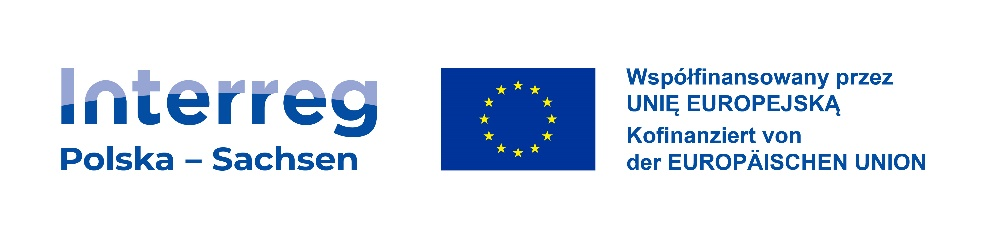 Interreg
Polska – Sachsen
Współfinansowany przez
UNIĘ EUROPEJSKĄ
Kofinanziert von
der EUROPÄISCHEN UNION